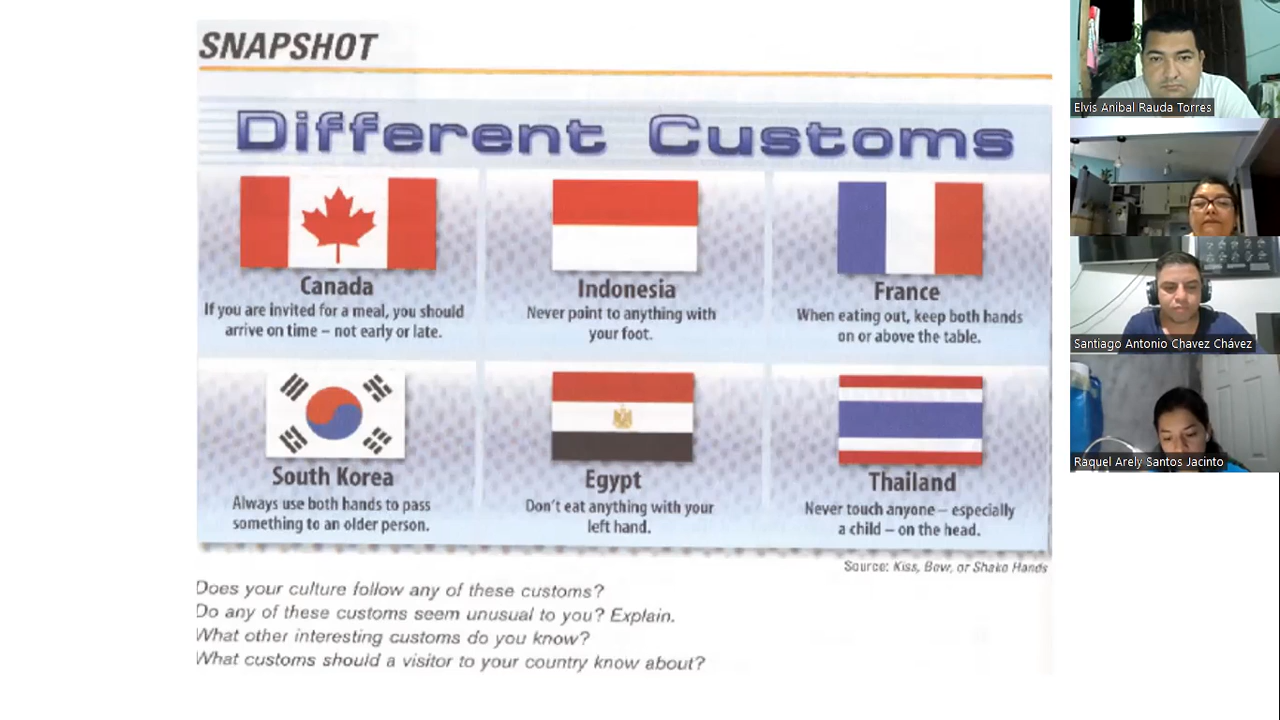 SNAPSHOT
Different Customs
Canada
If you are invited for a meal, you should
arrive on time – not early or late.
Indonesia
Never point to anything with
your foot.
France
When eating out, keep both hands
on or above the table.
South Korea
Always use both hands to pass
something to an older person.
Egypt
Don't eat anything with your
left hand.
Thailand
Never touch anyone – especially
a child – on the head.
Source: Kiss, Bow, or Shake Hands
Does your culture follow any of these customs?
Do any of these customs seem unusual to you? Explain.
What other interesting customs do you know?
What customs should a visitor to your country know about?
Elvis Anibal Rauda Torres
Santiago Antonio Chavez Chávez
Raquel Arely Santos Jacinto